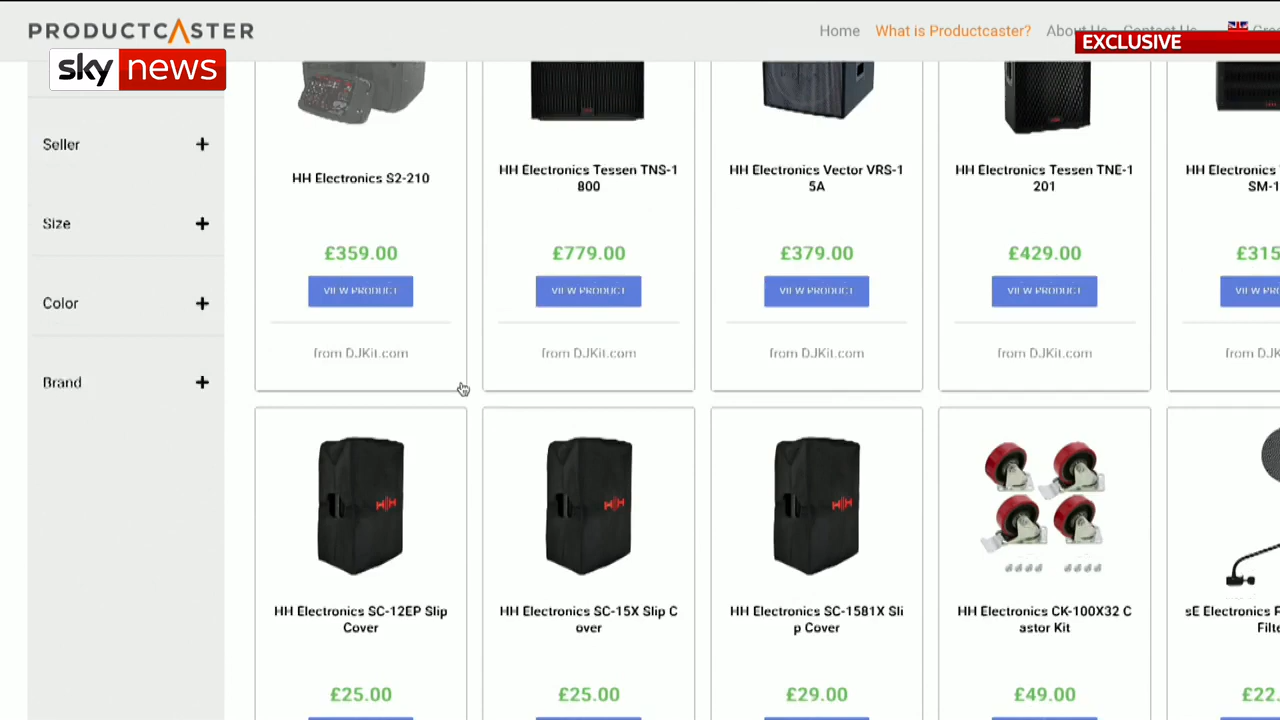 PRODUCTCASTER
Home
What is Productcaster?
About Us
Contact Us
EXCLUSIVE
sky news
Seller
Size
Color
Brand
HH Electronics S2-210
£359.00
VIEW PRODUCT
from DJKit.com
HH Electronics Tessen TNS-1
800
£779.00
VIEW PRODUCT
from DJKit.com
HH Electronics Vector VRS-1
5A
£379.00
VIEW PRODUCT
from DJKit.com
HH Electronics Tessen TNE-1
201
£429.00
VIEW PRODUCT
from DJKit.com
HH Electronics
SM-1
£315
VIEW
from DJK
HH Electronics SC-12EP Slip
Cover
£25.00
HH Electronics SC-15X Slip C
over
£25.00
HH Electronics SC-1581X Sli
p Cover
£29.00
HH Electronics CK-100X32 C
astor Kit
£49.00
sE Electronics
Filte
£22.